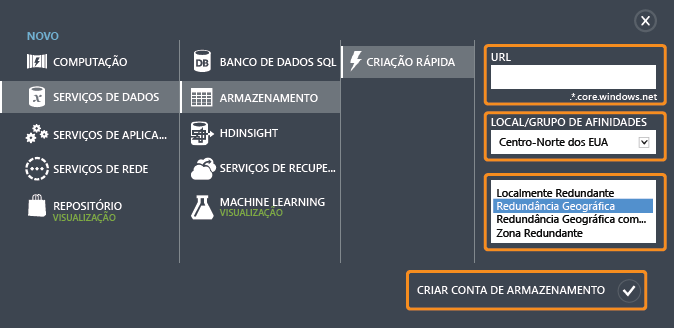 NOVO
COMPUTAÇÃO
SERVIÇOS DE DADOS
SERVIÇOS DE APLICA...
SERVIÇOS DE REDE
REPOSITÓRIO
VISUALIZAÇÃO
DB
BANCO DE DADOS SQL
ARMAZENAMENTO
HDINSIGHT
SERVIÇOS DE RECUPE...
MACHINE LEARNING
VISUALIZAÇÃO
CRIAÇÃO RÁPIDA
URL
.*.core.windows.net
LOCAL/GRUPO DE AFINIDADES
Centro-Norte dos EUA
Localmente Redundante
Redundância Geográfica
Redundância Geográfica com...
Zona Redundante
CRIAR CONTA DE ARMAZENAMENTO